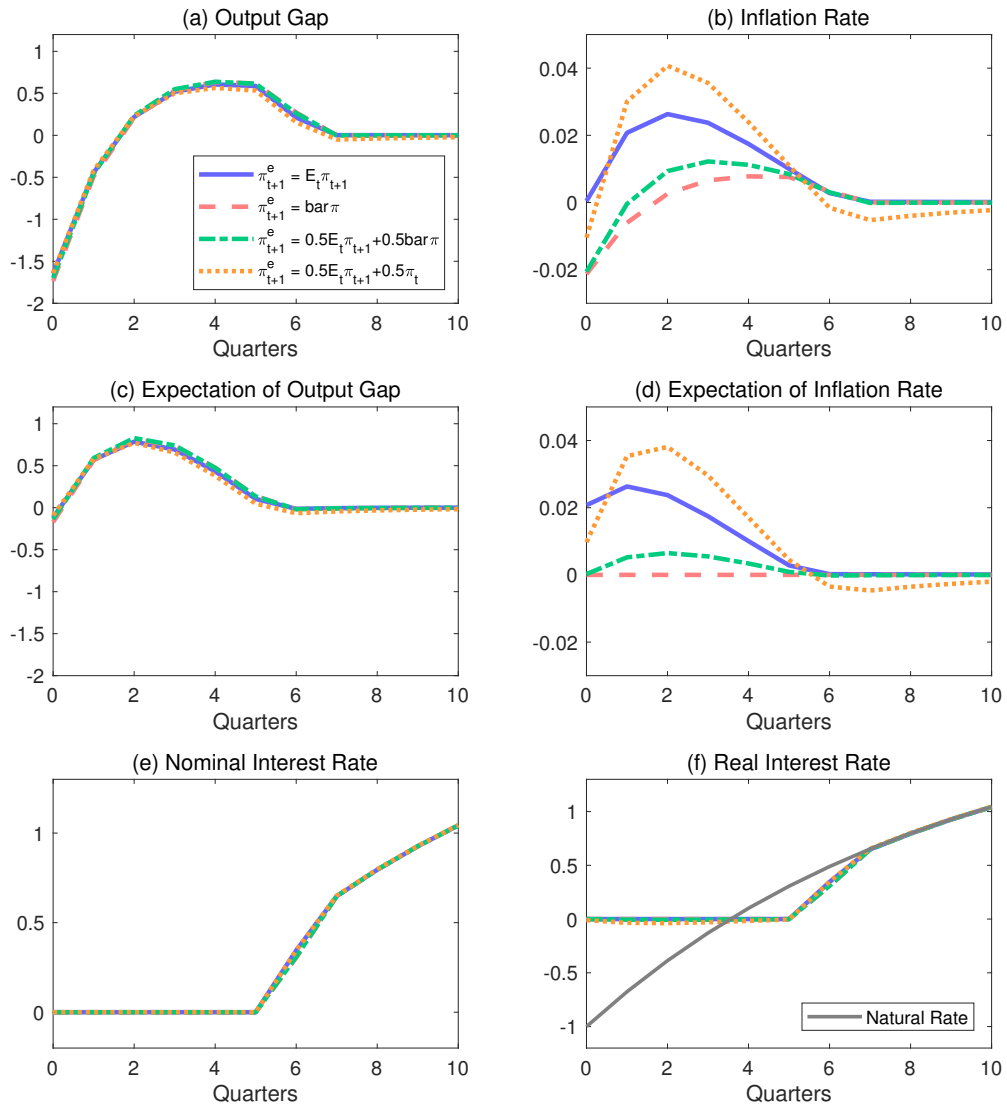 (a) Output Gap
1
0.5
0
-0.5
-1
-1.5
-2
0 2 4 6 8 10
Quarters
π^e_{t+1} = E_tπ_{t+1}
π^e_{t+1} = barπ
π^e_{t+1} = 0.5E_tπ_{t+1}+0.5barπ
π^e_{t+1} = 0.5E_tπ_{t+1}+0.5π_t
(b) Inflation Rate
0.04
0.02
0
-0.02
0 2 4 6 8 10
Quarters
(c) Expectation of Output Gap
1
0.5
0
-0.5
-1
-1.5
-2
0 2 4 6 8 10
Quarters
(d) Expectation of Inflation Rate
0.04
0.02
0
-0.02
0 2 4 6 8 10
Quarters
(e) Nominal Interest Rate
1
0.5
0
0 2 4 6 8 10
Quarters
(f) Real Interest Rate
1
0.5
0
-0.5
-1
0 2 4 6 8 10
Quarters
Natural Rate